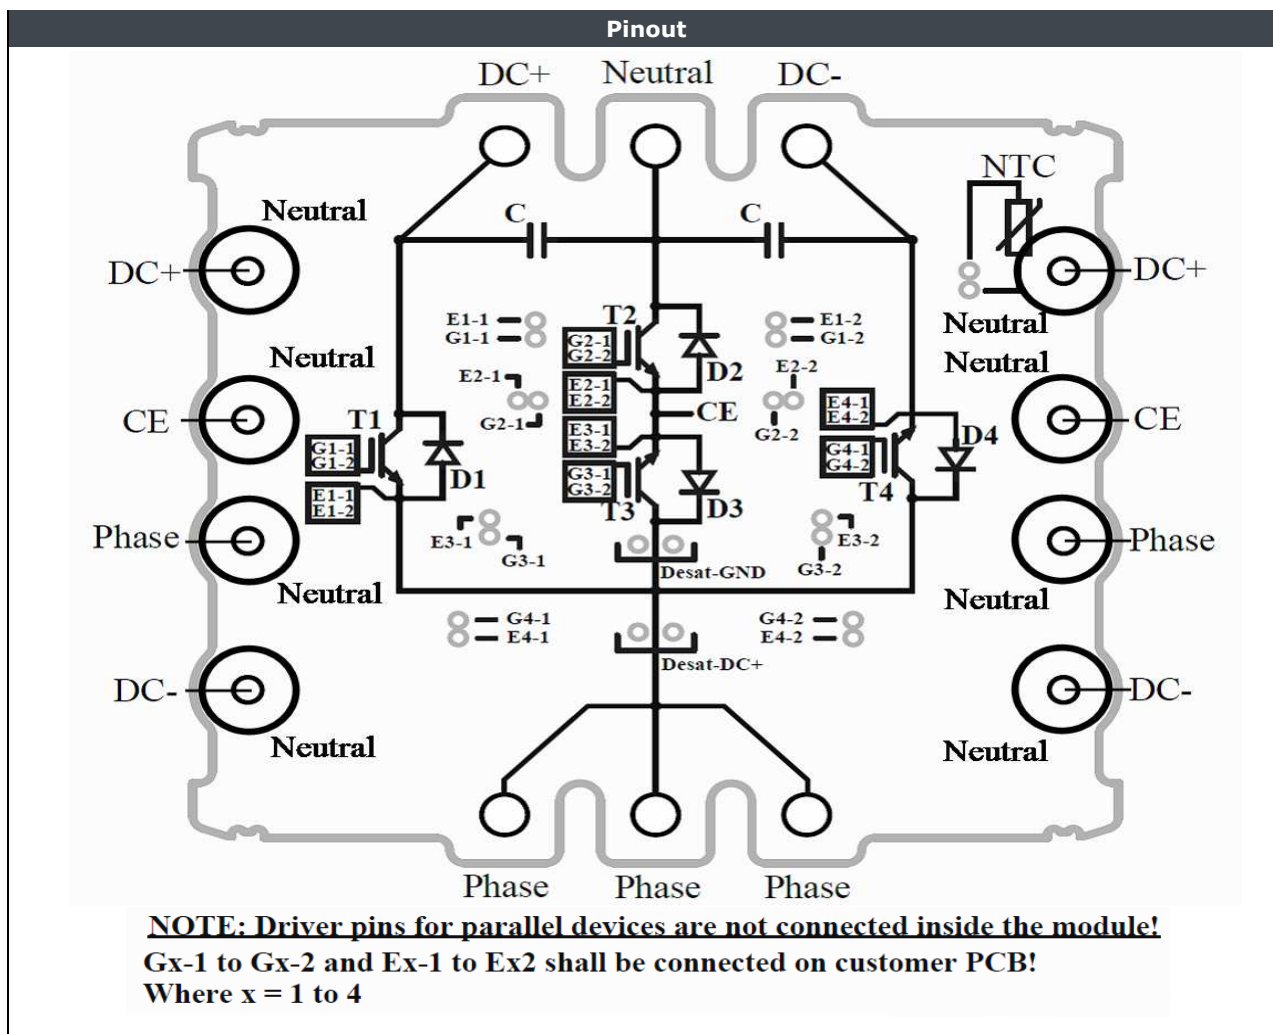 Pinout
DC+ Neutral DC-
NTC
Neutral
C C
DC+ DC+
E1-1 T2 E1-2 Neutral
G1-1 G2-1 G1-2
G2-2
Neutral E2-1 D2 E2-2 Neutral
E2-1
E2-2
CE T1 G2-1 CE E4-1 CE
E3-1 E4-2
E3-2 G2-2
G1-1 G4-1 D4
G1-2 G3-1 G4-2
D1 G3-2
E1-1 T3 D3 T4
E1-2
Phase E3-1 E3-2 Phase
G3-1 Desat-GND G3-2
Neutral Neutral
G4-1 G4-2
E4-1 E4-2
Desat-DC+
DC- DC-
Neutral Neutral
Phase Phase Phase
NOTE: Driver pins for parallel devices are not connected inside the module!
Gx-1 to Gx-2 and Ex-1 to Ex2 shall be connected on customer PCB!
Where x = 1 to 4